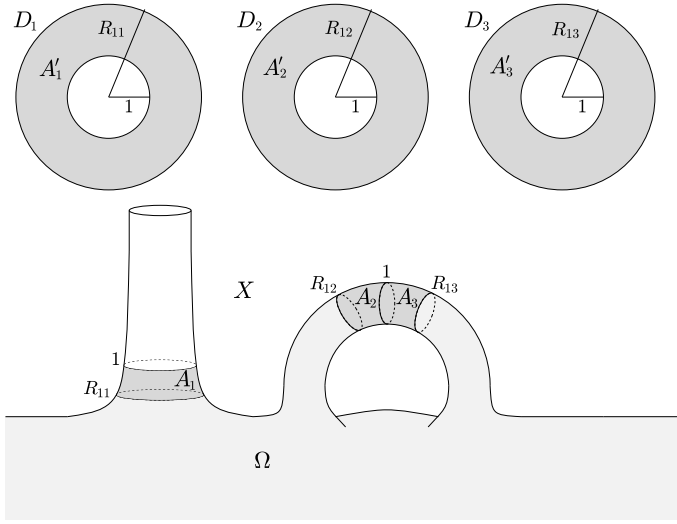 D₁ R₁₁ D₂ R₁₂ D₃ R₁₃
A′₁ A′₂ A′₃
1 1 1
X R₁₂ 1 R₁₃
A₂ A₃
1
R₁₁ A₁
Ω